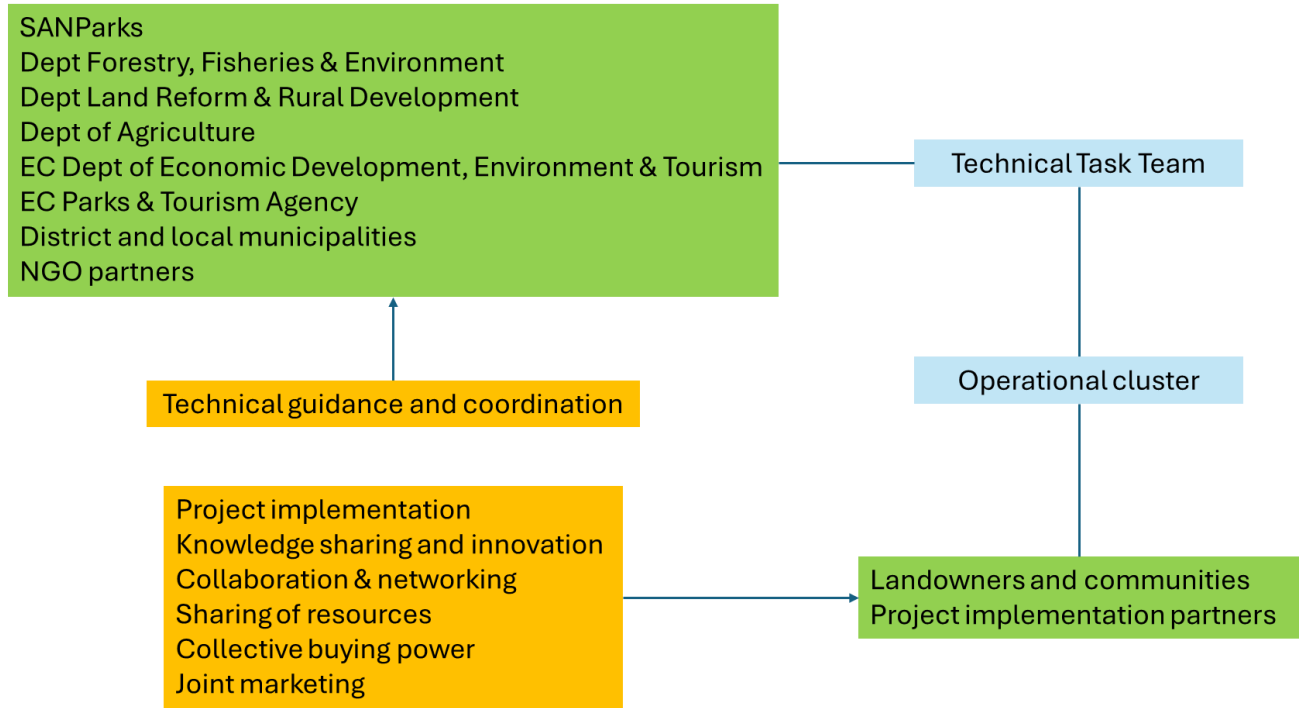 SANParks
Dept Forestry, Fisheries & Environment
Dept Land Reform & Rural Development
Dept of Agriculture
EC Dept of Economic Development, Environment & Tourism
EC Parks & Tourism Agency
District and local municipalities
NGO partners
Technical Task Team
Operational cluster
Technical guidance and coordination
Project implementation
Knowledge sharing and innovation
Collaboration & networking
Sharing of resources
Collective buying power
Joint marketing
Landowners and communities
Project implementation partners